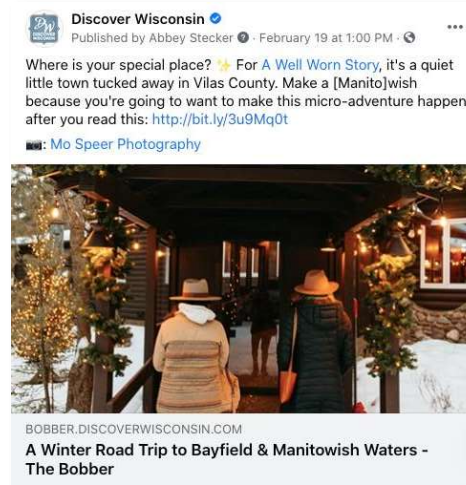 DW
DISCOVER
WISCONSIN
Discover Wisconsin
Published by Abbey Stecker · February 19 at 1:00 PM ·
Where is your special place? ✨ For A Well Worn Story, it's a quiet
little town tucked away in Vilas County. Make a [Manito]wish
because you're going to want to make this micro-adventure happen
after you read this: http://bit.ly/3u9Mq0t
📷: Mo Speer Photography
BOBBER.DISCOVERWISCONSIN.COM
A Winter Road Trip to Bayfield & Manitowish Waters -
The Bobber